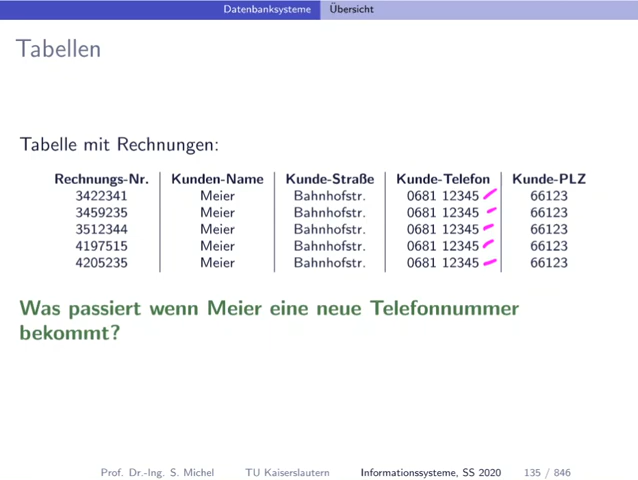 Datenbanksysteme Übersicht
Tabellen
Tabelle mit Rechnungen:
Rechnungs-Nr. Kunden-Name Kunde-Straße Kunde-Telefon Kunde-PLZ
3422341 Meier Bahnhofstr. 0681 12345 66123
3459235 Meier Bahnhofstr. 0681 12345 66123
3512344 Meier Bahnhofstr. 0681 12345 66123
4197515 Meier Bahnhofstr. 0681 12345 66123
4205235 Meier Bahnhofstr. 0681 12345 66123
Was passiert wenn Meier eine neue Telefonnummer
bekommt?
Prof. Dr.-Ing. S. Michel TU Kaiserslautern Informationssysteme, SS 2020 135 / 846